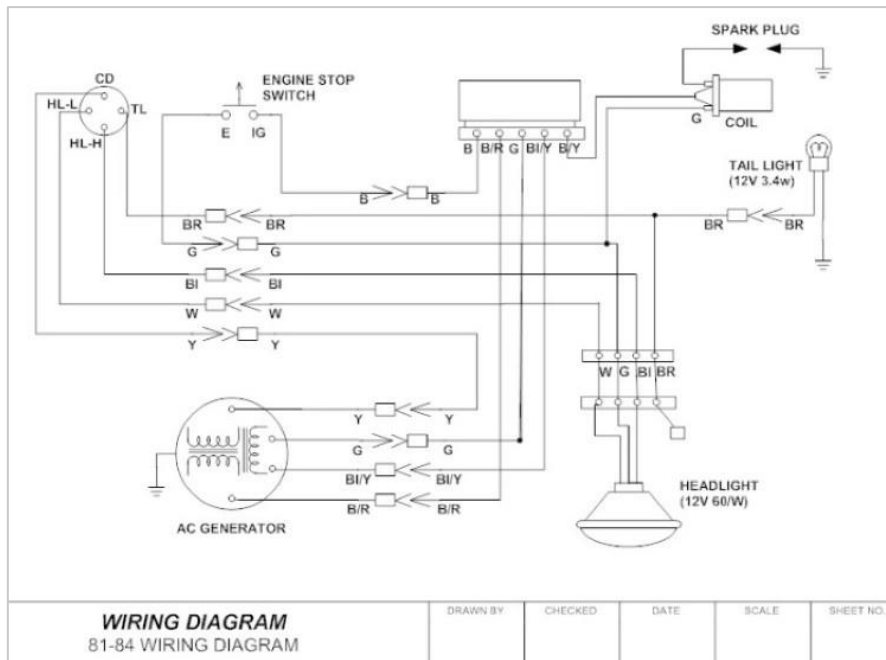 SPARK PLUG
CD
ENGINE STOP
SWITCH
HL-L
TL
HL-H
E IG
B B/R G BI/Y B/Y
G
COIL
TAIL LIGHT
(12V 3.4w)
B B
BR BR
BR BR
G G
BI BI
W W
Y Y
W G BI BR
Y Y
G G
BI/Y BI/Y
B/R B/R
AC GENERATOR
HEADLIGHT
(12V 60/W)
WIRING DIAGRAM
81-84 WIRING DIAGRAM
DRAWN BY
CHECKED
DATE
SCALE
SHEET NO.